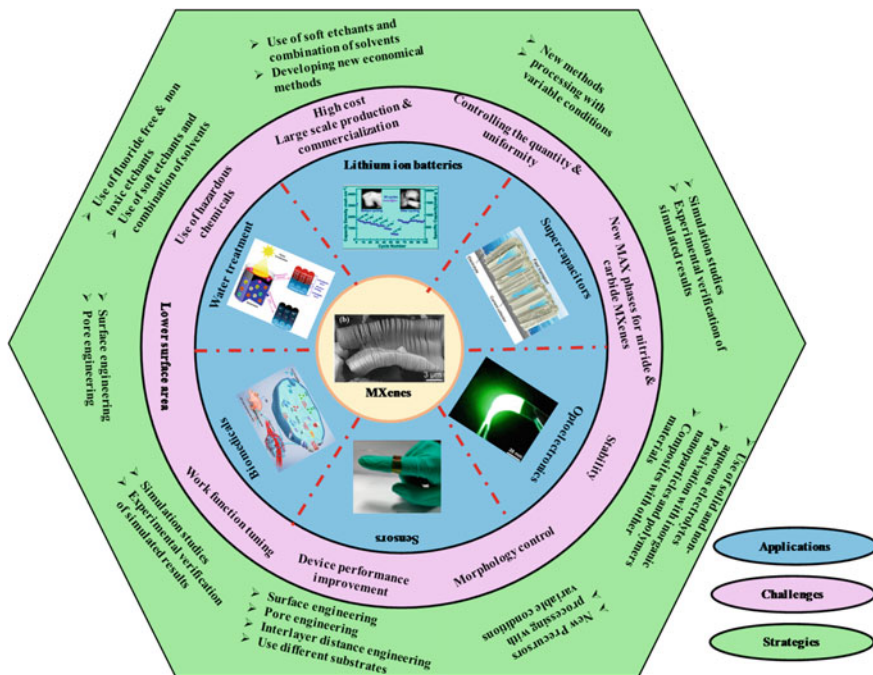 ➢ Use of soft etchants and
combination of solvents
➢ Developing new economical
methods
➢ New methods
➢ processing with
variable conditions
➢ Simulation studies
➢ Experimental verification of
simulated results
➢ Use of solid and non-
aqueous electrolytes
Passivation with inorganic
nanoparticles and polymers
Composites with other
materials
➢ New Precursors
➢ processing with
variable conditions
➢ Surface engineering
➢ Pore engineering
➢ Interlayer distance engineering
➢ Use different substrates
➢ Simulation studies
➢ Experimental verification
of simulated results
➢ Surface engineering
➢ Pore engineering
➢ Use of fluoride free & non
toxic etchants
➢ Use of soft etchants and
combination of solvents
High cost
Large scale production &
commercialization
Controlling the quantity &
uniformity
New MAX phases for nitride &
carbide MXenes
Stability
Morphology control
Device performance
improvement
Work function tuning
Lower surface area
Use of hazardous
chemicals
Lithium ion batteries
Supercapacitors
Optoelectronics
Sensors
Biomedicals
Water treatment
(b)
3 μm
MXenes
Applications
Challenges
Strategies